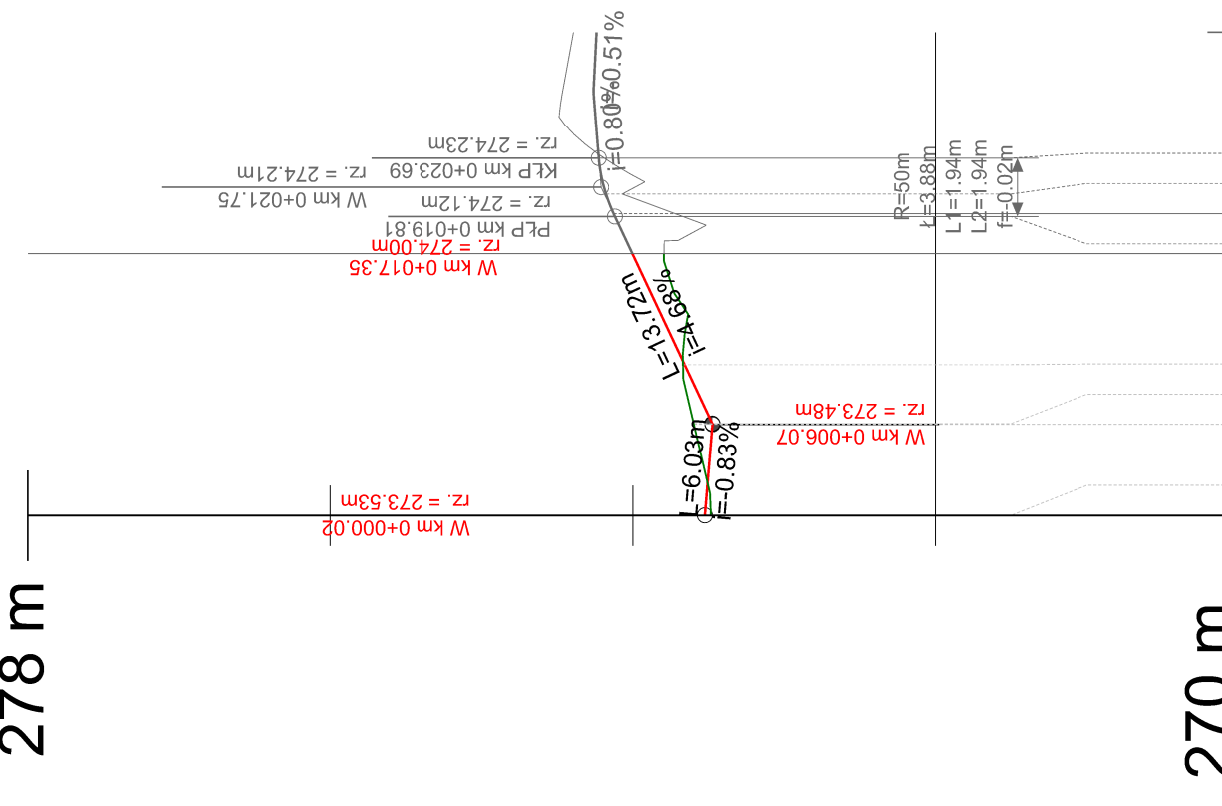 i=-0.51%
i=0.80%
rz. = 274.23m
KŁP km 0+023.69
rz. = 274.21m
W km 0+021.75
rz. = 274.12m
PŁP km 0+019.81
rz. = 274.00m
W km 0+017.35
R=50m
Ł=3.88m
L1=1.94m
L2=1.94m
f=-0.02m
L=13.72m
i=4.68%
rz. = 273.48m
W km 0+006.07
L=6.03m
i=-0.83%
rz. = 273.53m
W km 0+000.02
278 m
270 m